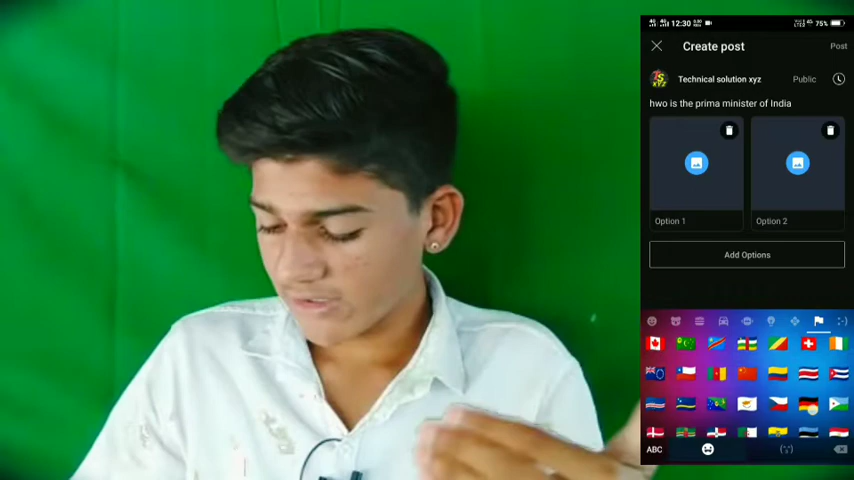 12:30
75%
Create post
Post
Technical solution xyz
Public
hwo is the prima minister of India
Option 1
Option 2
Add Options
ABC